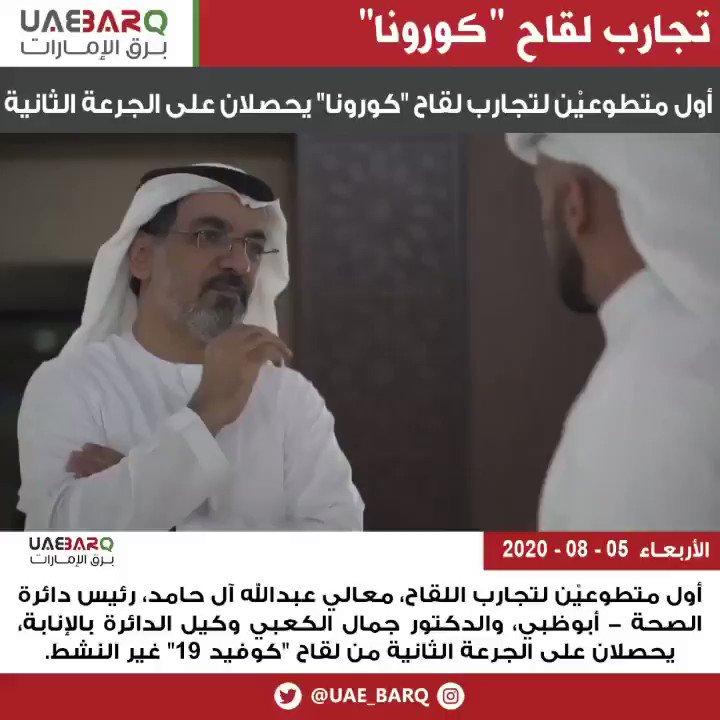 UAEBARQ
برق الإمارات
تجارب لقاح "كورونا"
أول متطوعيْن لتجارب لقاح "كورونا" يحصلان على الجرعة الثانية
UAEBARQ
برق الإمارات
الأربعاء 05 - 08 - 2020
أول متطوعيْن لتجارب اللقاح، معالي عبدالله آل حامد، رئيس دائرة
الصحة – أبوظبي، والدكتور جمال الكعبي وكيل الدائرة بالإنابة،
يحصلان على الجرعة الثانية من لقاح "كوفيد 19" غير النشط.
@UAE_BARQ